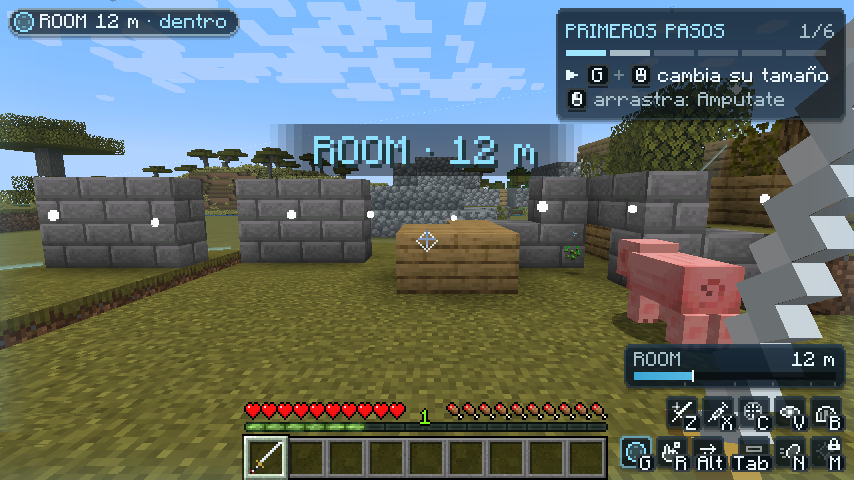 ROOM 12 m · dentro
PRIMEROS PASOS 1/6
G + cambia su tamaño
arrastra: Amputate
ROOM · 12 m
ROOM 12 m
1
Z X C V B
G R Alt Tab N M